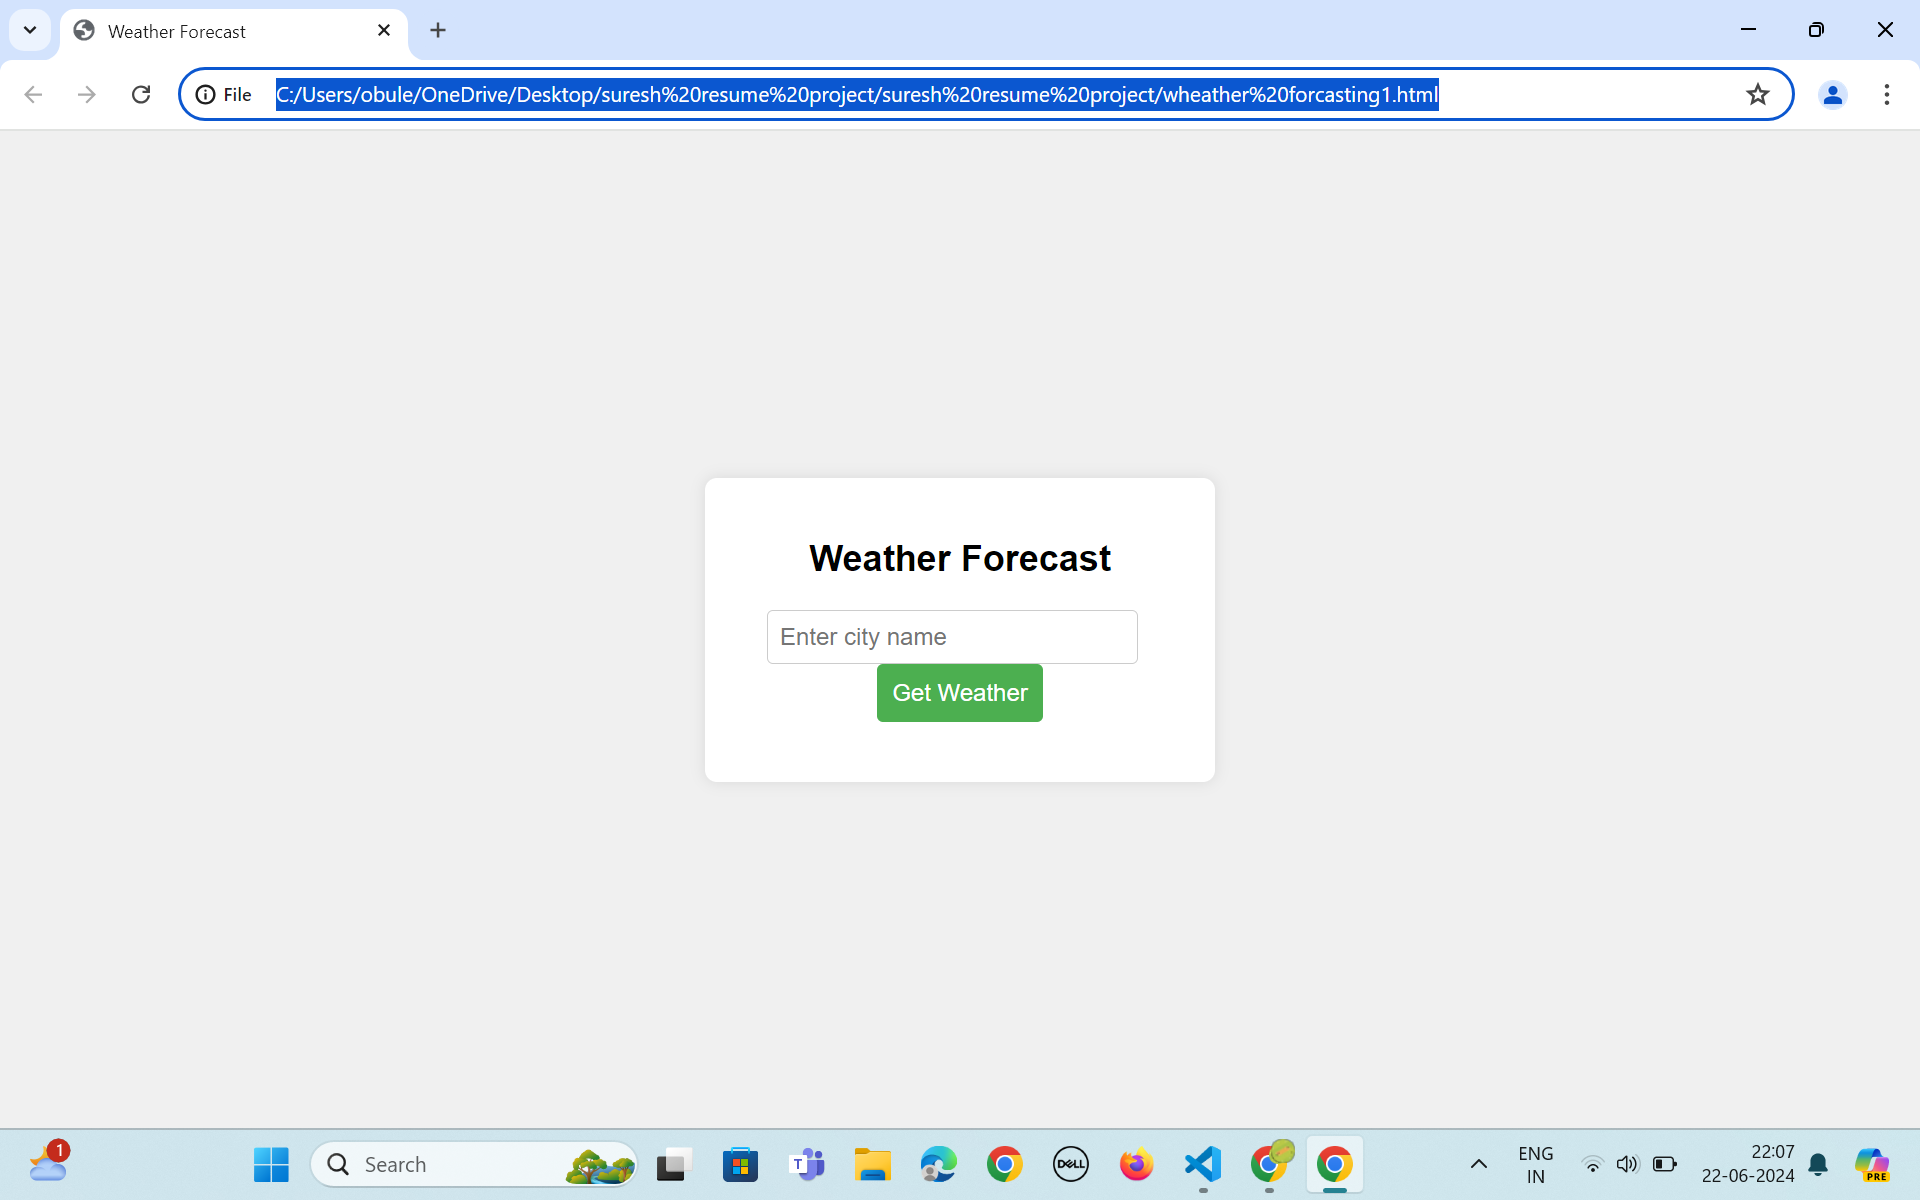 Weather Forecast
File
C:/Users/obule/OneDrive/Desktop/suresh%20resume%20project/suresh%20resume%20project/wheather%20forcasting1.html
Weather Forecast
Enter city name
Get Weather
1
Search
T
DELL
ENG
IN
22:07
22-06-2024
PRE